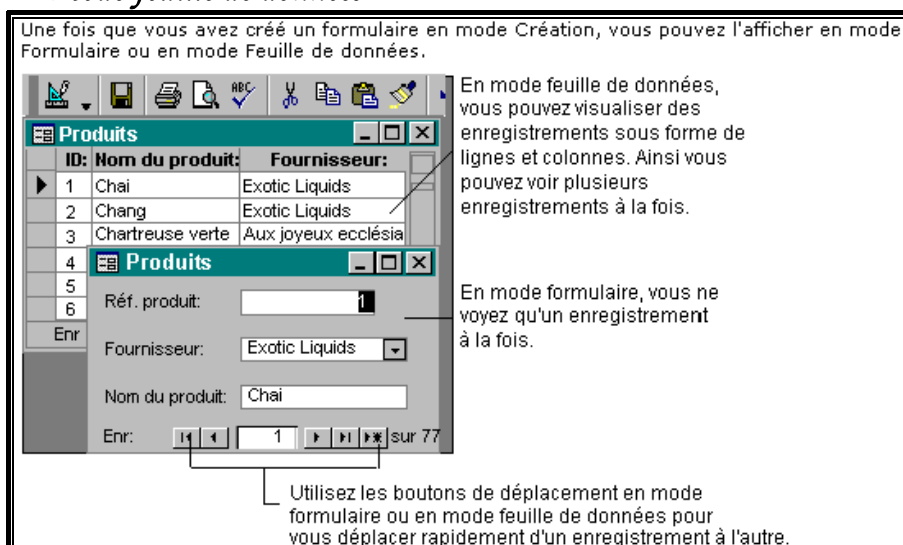 Une fois que vous avez créé un formulaire en mode Création, vous pouvez l'afficher en mode
Formulaire ou en mode Feuille de données.
ABC
Produits
ID: Nom du produit: Fournisseur:
1 Chai Exotic Liquids
2 Chang Exotic Liquids
3 Chartreuse verte Aux joyeux ecclésia
4
5
6
Enr
Produits
Réf. produit: 1
Fournisseur: Exotic Liquids
Nom du produit: Chai
Enr: 1 sur 77
En mode feuille de données,
vous pouvez visualiser des
enregistrements sous forme de
lignes et colonnes. Ainsi vous
pouvez voir plusieurs
enregistrements à la fois.
En mode formulaire, vous ne
voyez qu'un enregistrement
à la fois.
Utilisez les boutons de déplacement en mode
formulaire ou en mode feuille de données pour
vous déplacer rapidement d'un enregistrement à l'autre.